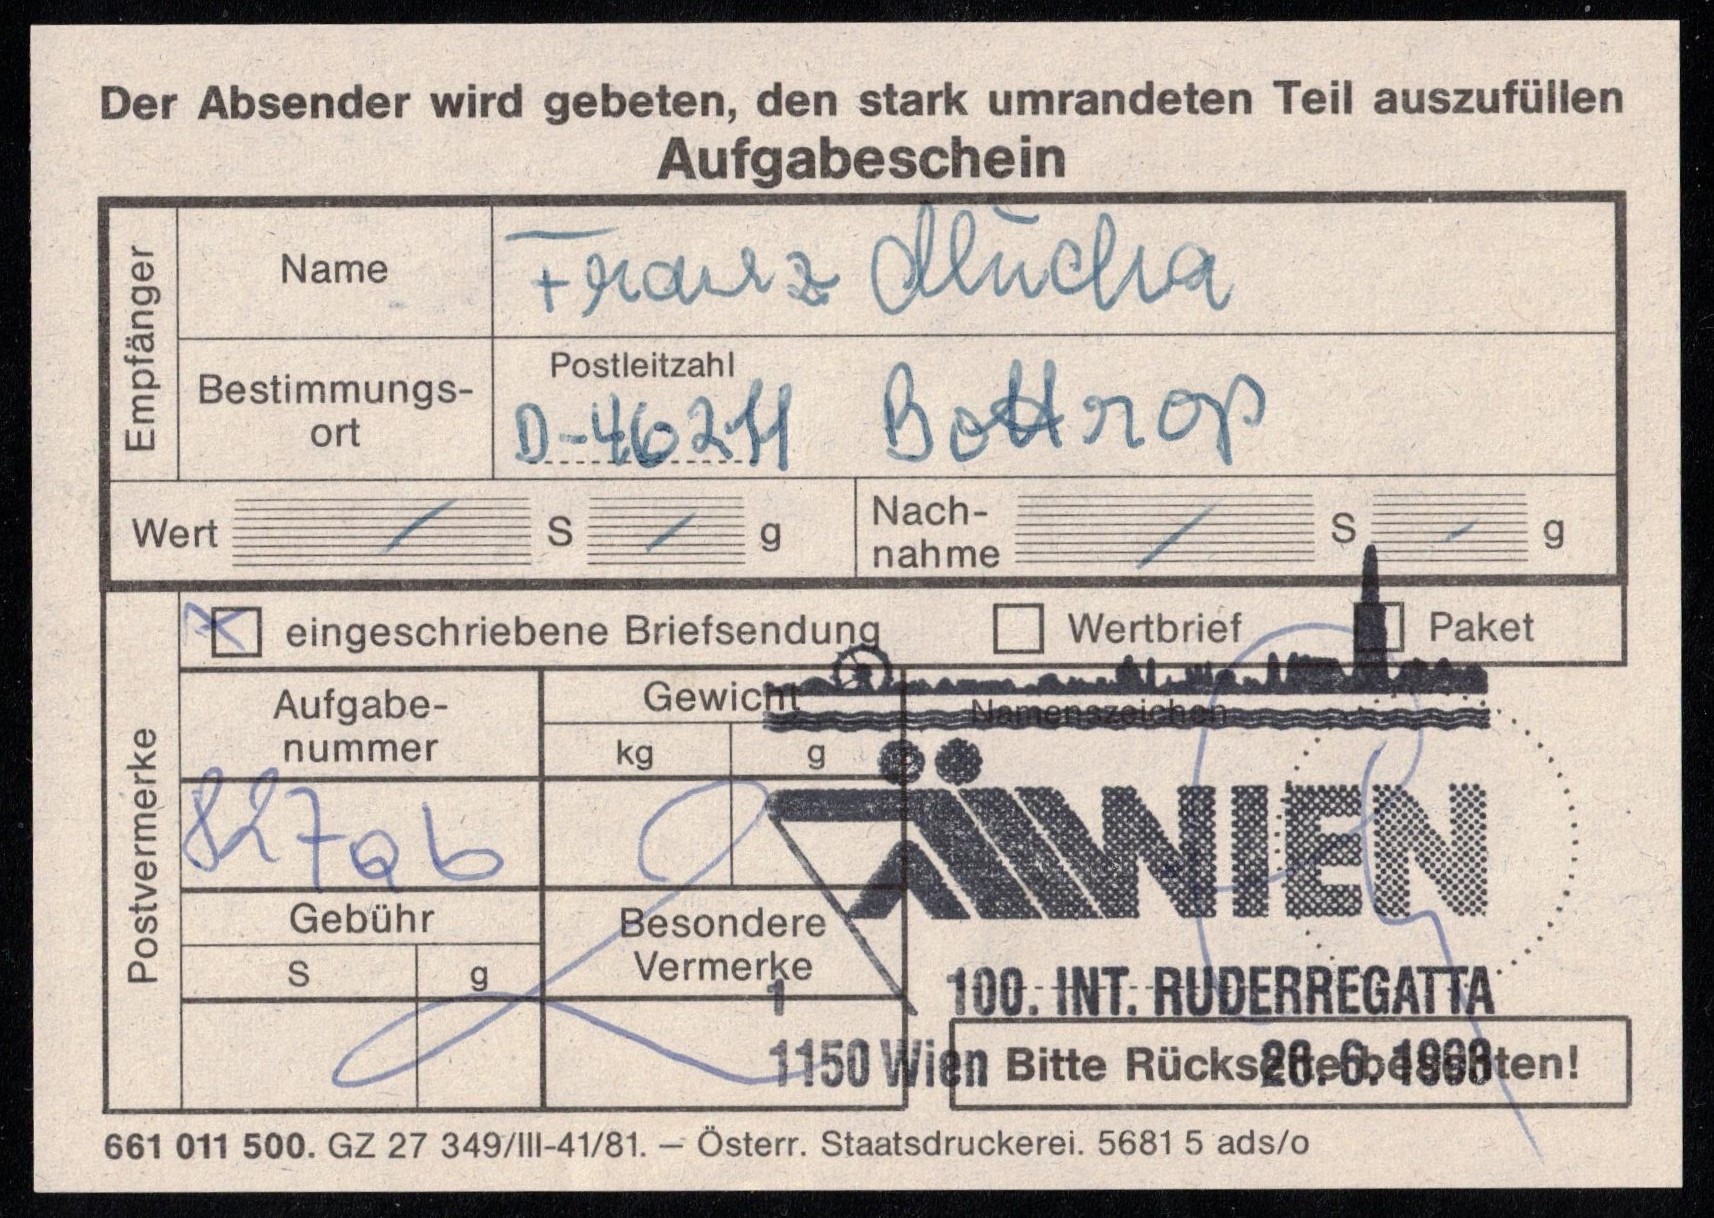 Der Absender wird gebeten, den stark umrandeten Teil auszufüllen
Aufgabeschein
Empfänger
Name
Franz Mucha
Bestimmungs-
ort
Postleitzahl
D-46244 Bottrop
Wert S g
Nach-
nahme S g
Postvermerke
x eingeschriebene Briefsendung Wertbrief Paket
Aufgabe-
nummer
Gewicht
kg g
Namenszeichen
WIEN
Gebühr
S g
Besondere
Vermerke
1
100. INT. RUDERREGATTA
1150 Wien
Bitte Rückseite beachten!
661 011 500. GZ 27 349/III-41/81. — Österr. Staatsdruckerei. 5681 5 ads/o